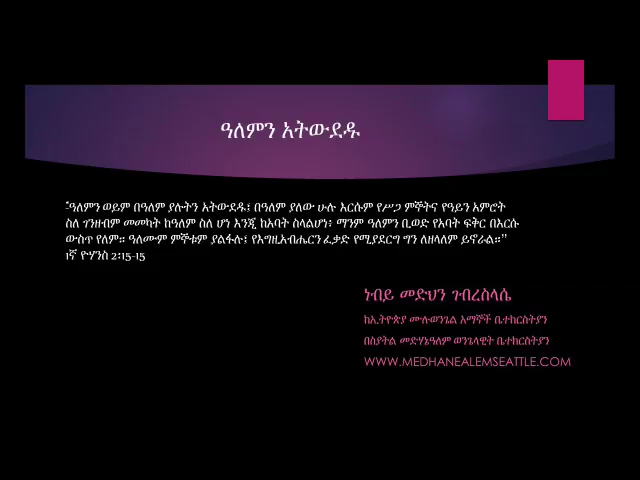 ዓለምን አትውደዱ
“ዓለምን ወይም በዓለም ያሉትን አትውደዱ፤ በዓለም ያለው ሁሉ እርሱም የሥጋ ምኞትና የዓይን አምሮት
ስለ ገንዘብም መመካት ከዓለም ስለ ሆነ እንጂ ከአባት ስላልሆነ፥ ማንም ዓለምን ቢወድ የአባት ፍቅር በእርሱ
ውስጥ የለም። ዓለሙም ምኞቱም ያልፋሉ፤ የእግዚአብሔርን ፈቃድ የሚያደርግ ግን ለዘላለም ይኖራል።”
1ኛ ዮሃንስ 2፡15-15
ነብይ መድህን ገብረስላሴ
ከኢትዮጵያ ሙሉወንጌል አማኞች ቤተክርስትያን
በስያትል መድሃኔዓለም ወንጌላዊት ቤተክርስትያን
WWW.MEDHANEALEMSEATTLE.COM